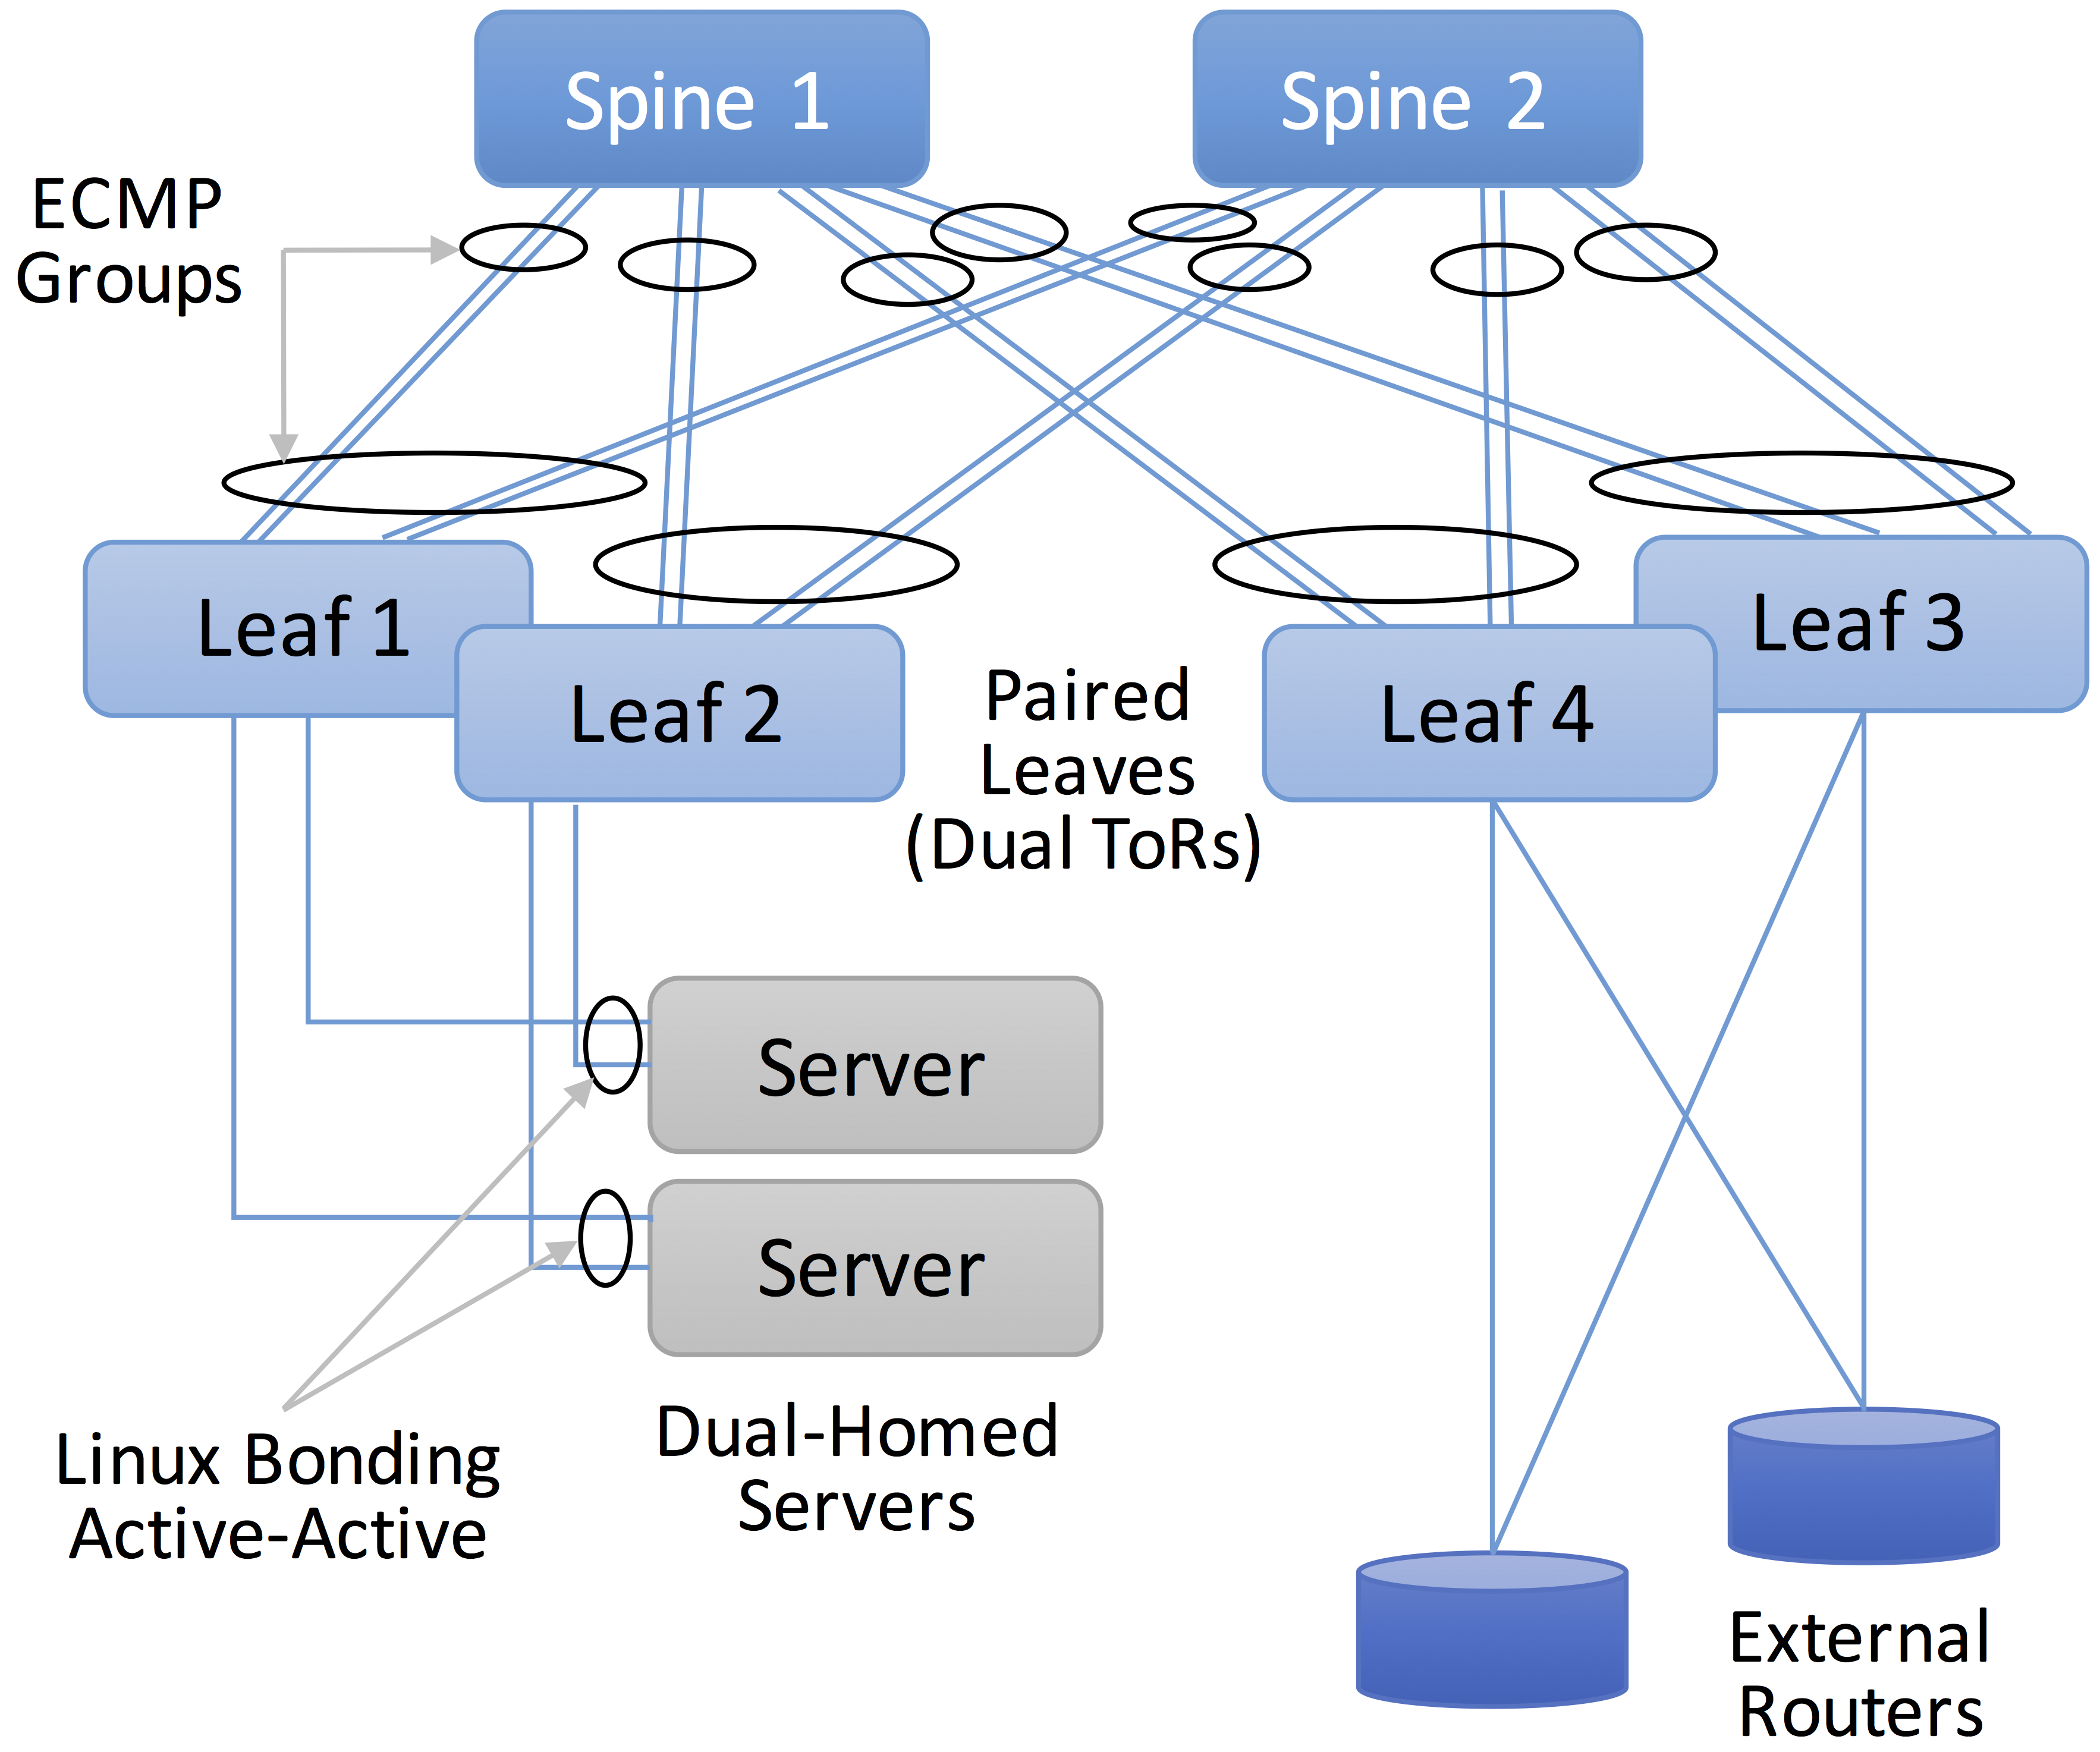 Spine 1
Spine 2
ECMP
Groups
Leaf 1
Leaf 2
Paired
Leaves
(Dual ToRs)
Leaf 4
Leaf 3
Server
Server
Linux Bonding
Active-Active
Dual-Homed
Servers
External
Routers